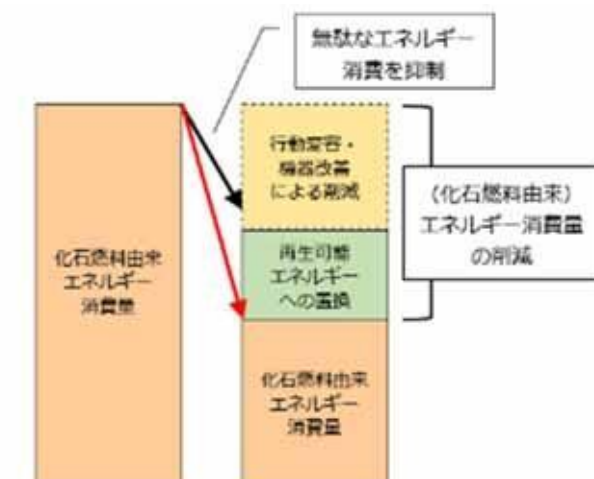 無駄なエネルギー
消費を抑制
行動変容・
機器改善
による削減
(化石燃料由来)
エネルギー消費量
の削減
再生可能
エネルギー
への置換
化石燃料由来
エネルギー
消費量
化石燃料由来
エネルギー
消費量